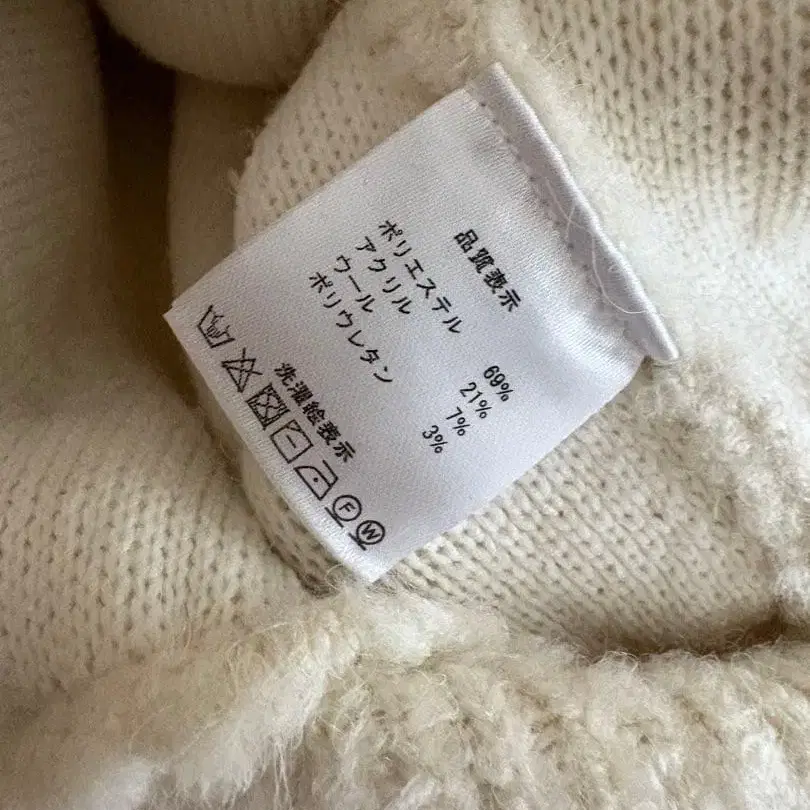 品質表示
ポリエステル 69%
アクリル 21%
ウール 7%
ポリウレタン 3%
洗濯絵表示
F W